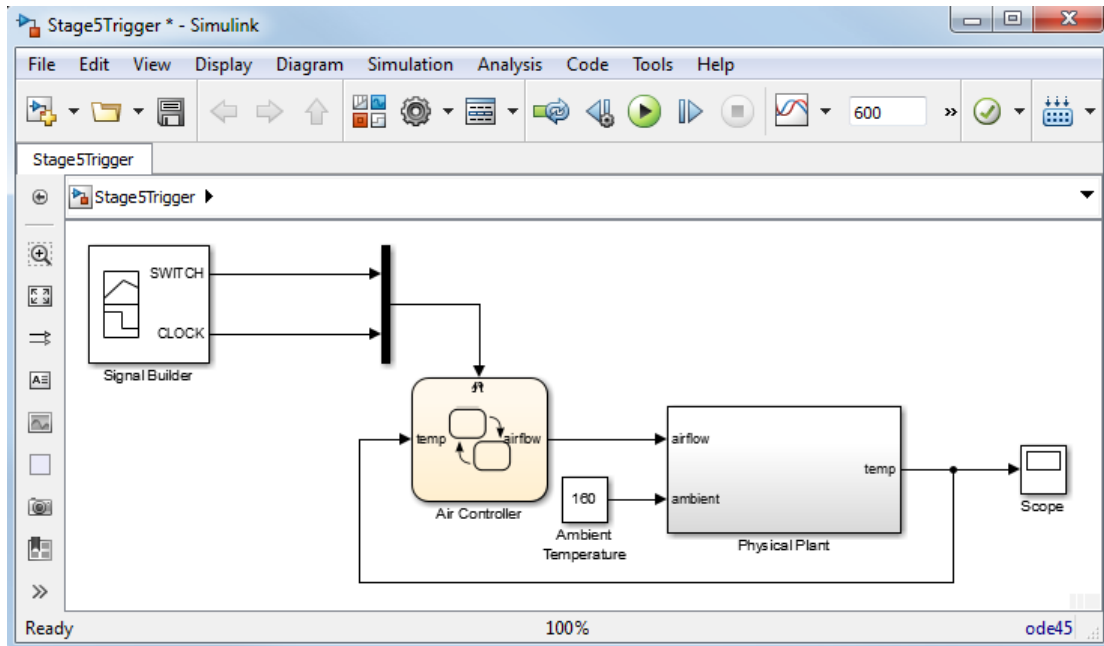 Stage5Trigger * - Simulink
File Edit View Display Diagram Simulation Analysis Code Tools Help
600 »
Stage5Trigger
Stage5Trigger
SWITCH
CLOCK
Signal Builder
temp airflow
Air Controller
160
Ambient
Temperature
airflow
ambient
temp
Physical Plant
Scope
Ready 100% ode45